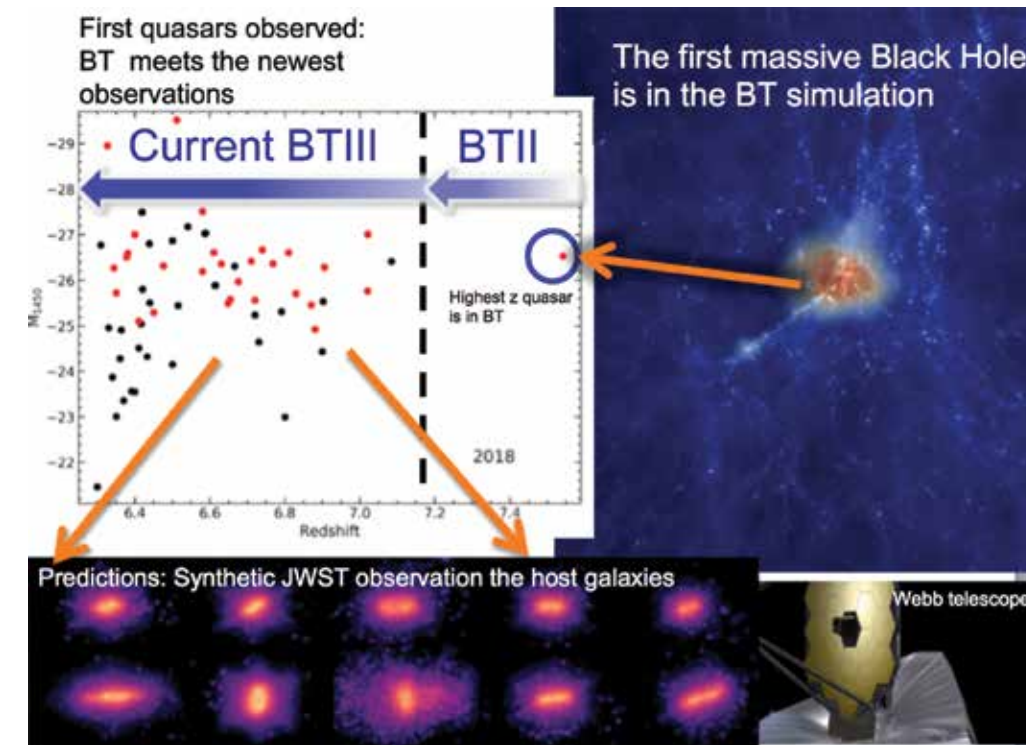 First quasars observed:
BT meets the newest
observations
The first massive Black Hole
is in the BT simulation
Current BTIII
BTII
−29
−28
−27
−26
−25
−24
−23
−22
M1450
Highest z quasar
is in BT
2018
6.4
6.6
6.8
7.0
7.2
7.4
Redshift
Predictions: Synthetic JWST observation the host galaxies
Webb telescope